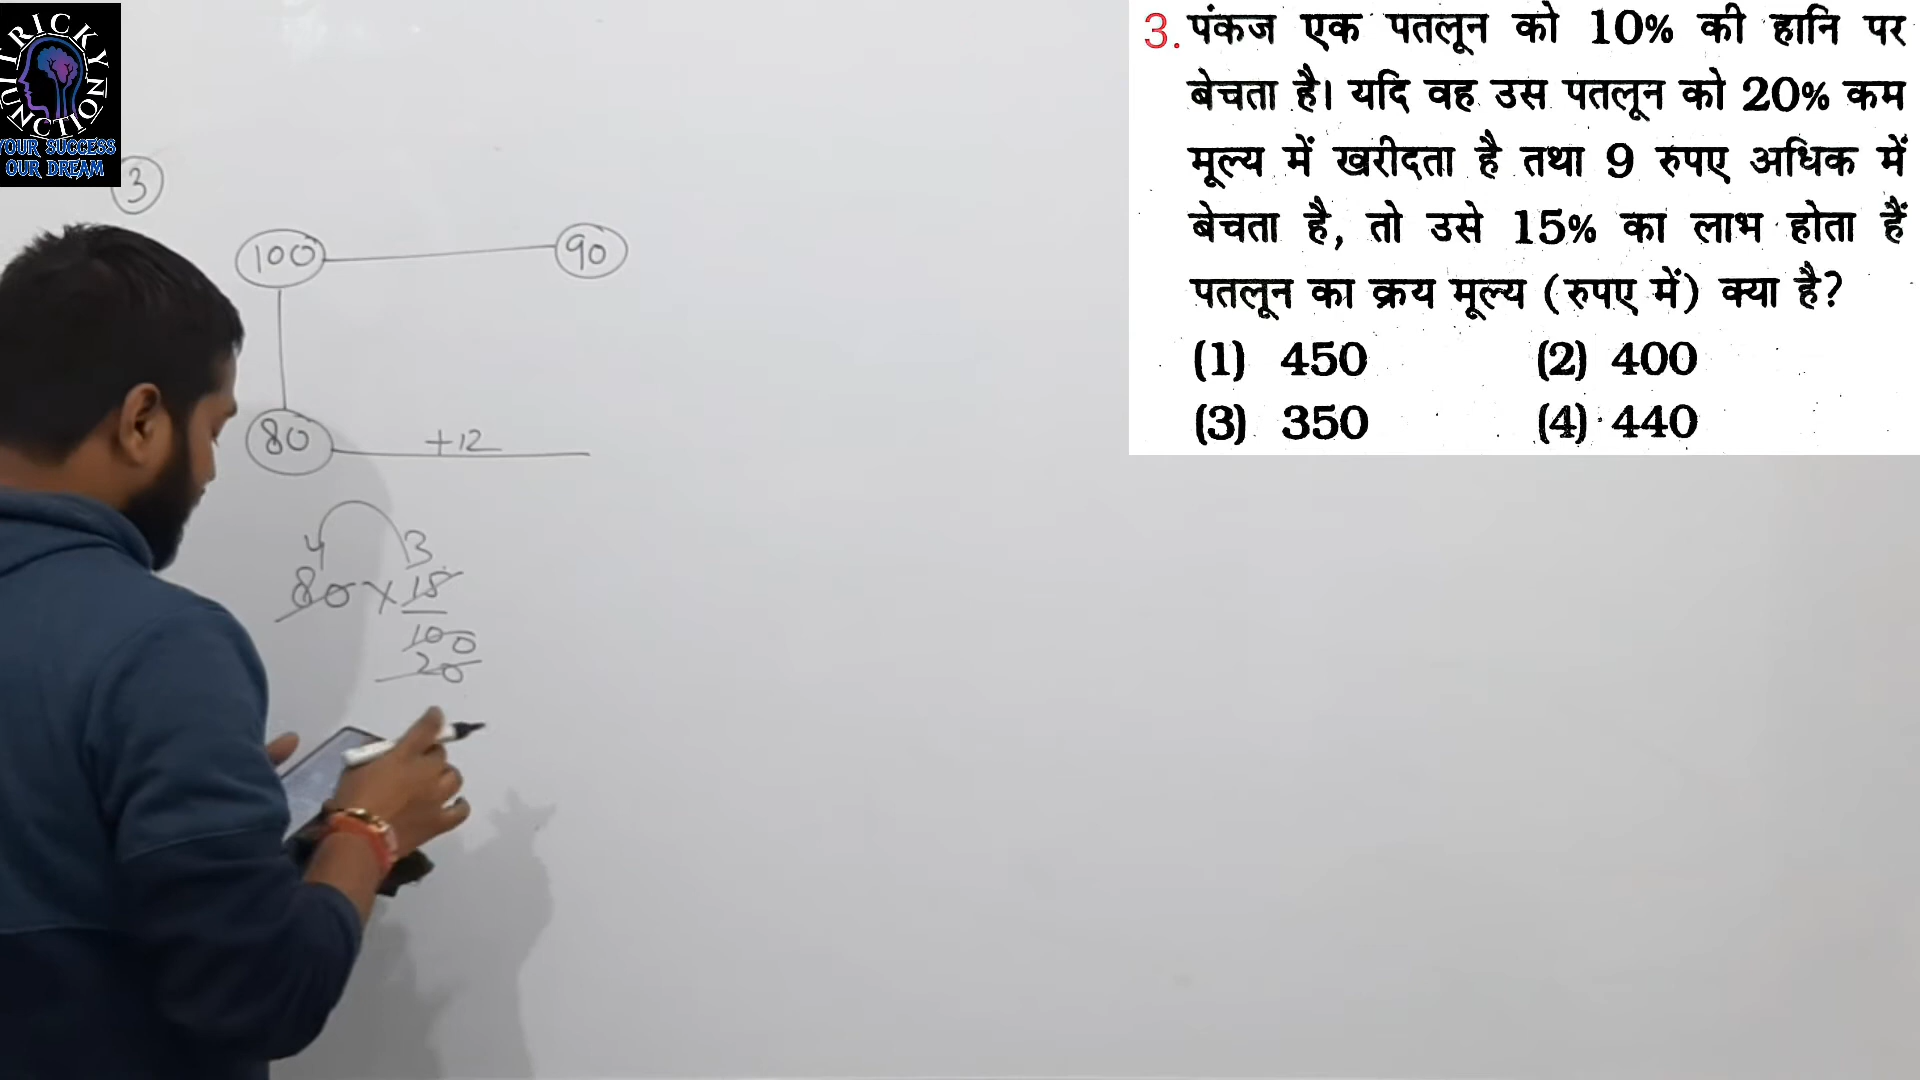 TRICKY NON
FUNCTION
YOUR SUCCESS
OUR DREAM
3
100
90
80
+12
4 3
80 × 15
100
20
3. पंकज एक पतलून को 10% की हानि पर
बेचता है। यदि वह उस पतलून को 20% कम
मूल्य में खरीदता है तथा 9 रुपए अधिक में
बेचता है, तो उसे 15% का लाभ होता हैं
पतलून का क्रय मूल्य (रुपए में) क्या है?
(1) 450 (2) 400
(3) 350 (4) 440